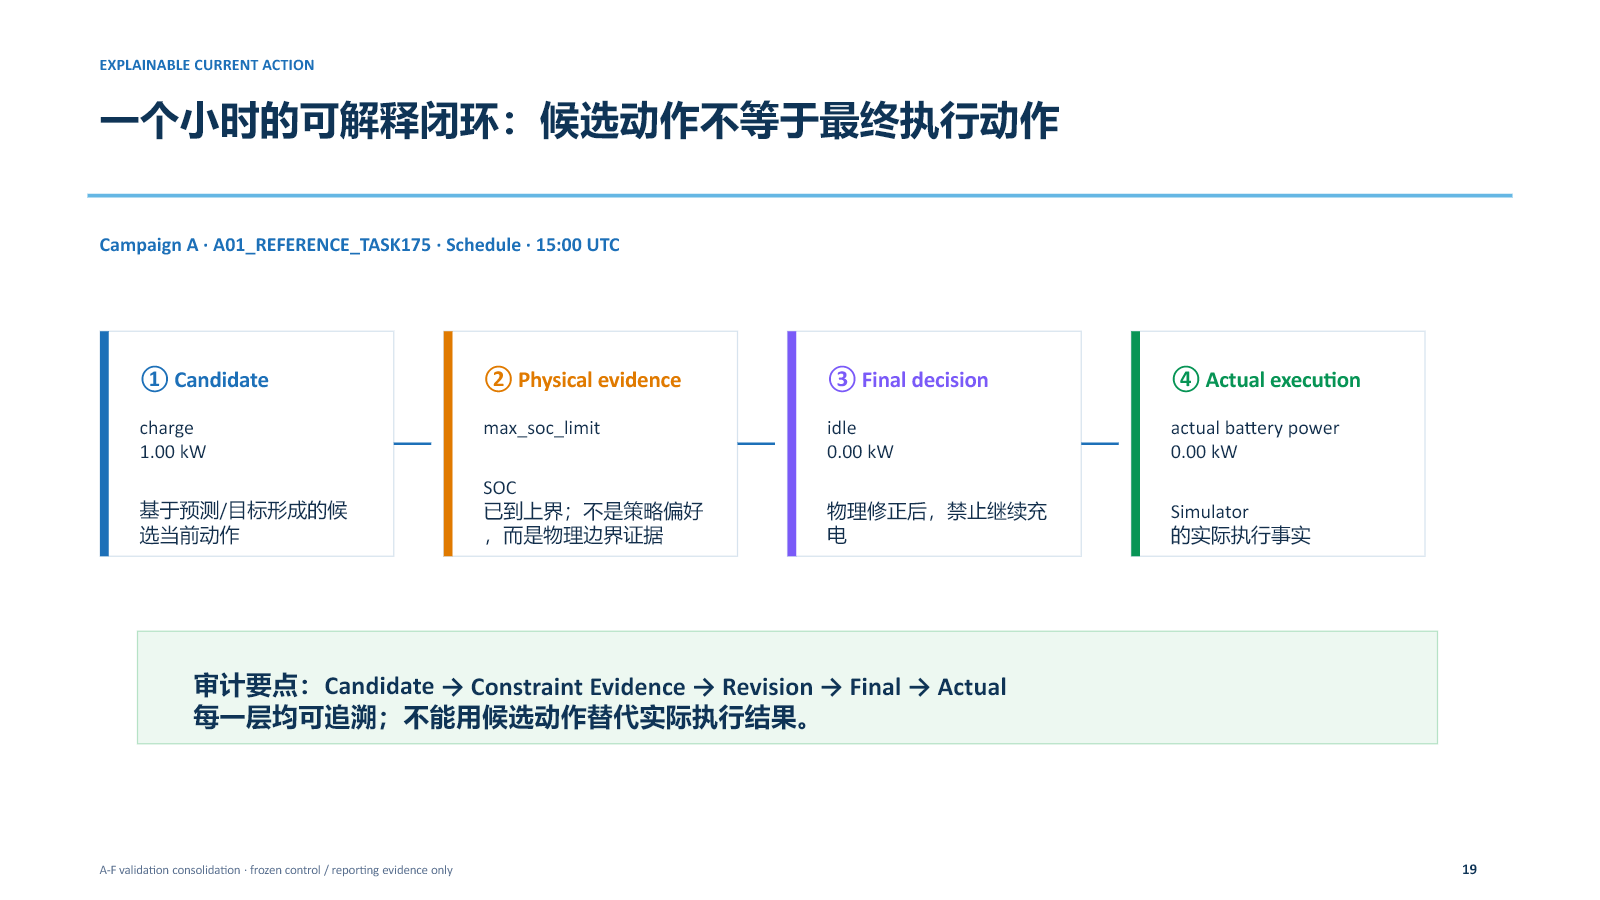 EXPLAINABLE CURRENT ACTION
一个小时的可解释闭环：候选动作不等于最终执行动作
Campaign A · A01_REFERENCE_TASK175 · Schedule · 15:00 UTC
① Candidate
charge
1.00 kW
基于预测/目标形成的候
选当前动作
② Physical evidence
max_soc_limit
SOC
已到上界；不是策略偏好
，而是物理边界证据
③ Final decision
idle
0.00 kW
物理修正后，禁止继续充
电
④ Actual execution
actual battery power
0.00 kW
Simulator
的实际执行事实
审计要点：Candidate → Constraint Evidence → Revision → Final → Actual
每一层均可追溯；不能用候选动作替代实际执行结果。
A-F validation consolidation · frozen control / reporting evidence only
19